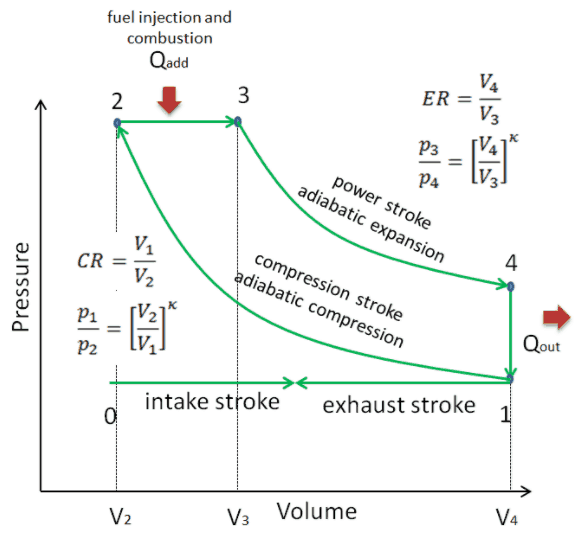 fuel injection and
combustion
Qadd
2
3
ER = V4/V3
p3/p4 = [V4/V3]^κ
power stroke
adiabatic expansion
4
CR = V1/V2
p1/p2 = [V2/V1]^κ
compression stroke
adiabatic compression
Pressure
Qout
0
intake stroke
exhaust stroke
1
V2
V3
Volume
V4